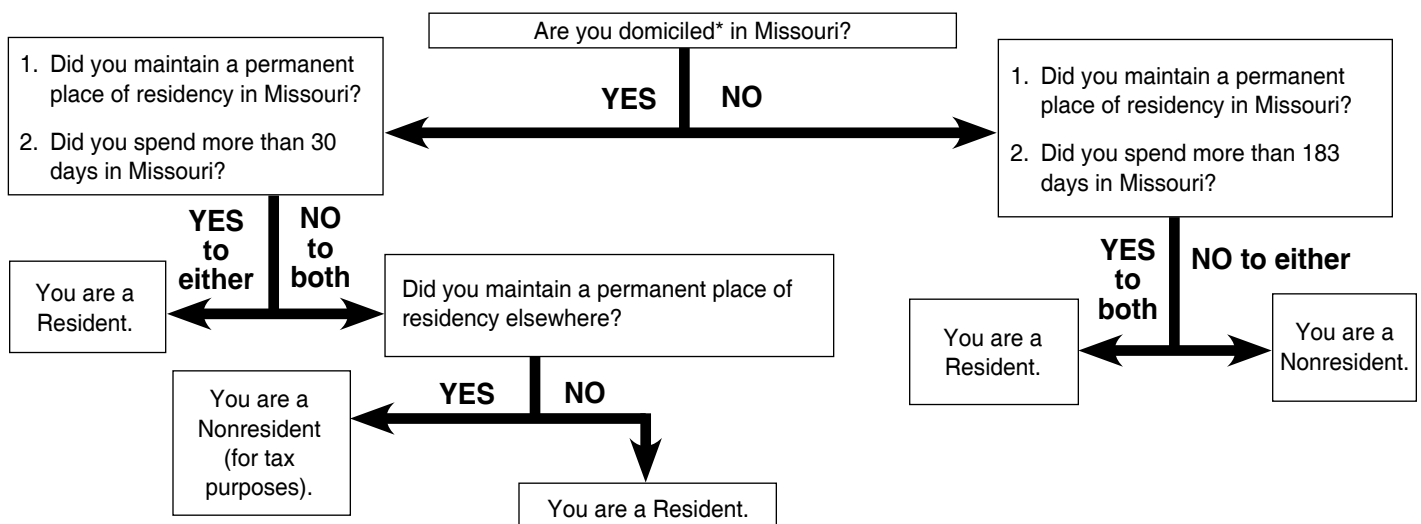 Are you domiciled* in Missouri?
YES
NO
1. Did you maintain a permanent
place of residency in Missouri?
2. Did you spend more than 30
days in Missouri?
YES
to
either
NO
to
both
You are a
Resident.
Did you maintain a permanent place of
residency elsewhere?
YES
NO
You are a
Nonresident
(for tax
purposes).
You are a Resident.
1. Did you maintain a permanent
place of residency in Missouri?
2. Did you spend more than 183
days in Missouri?
YES
to
both
NO to either
You are a
Resident.
You are a
Nonresident.